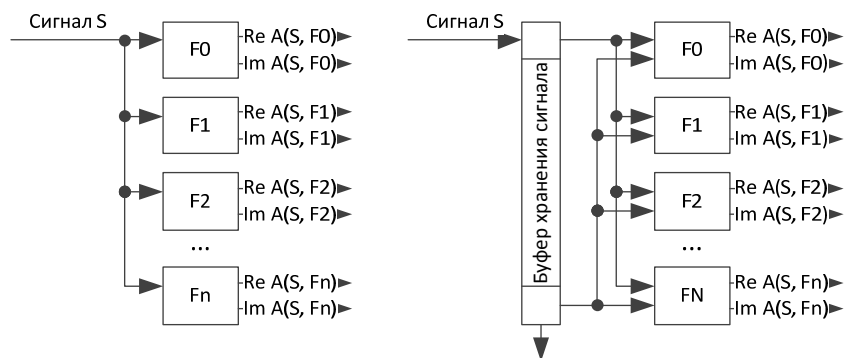 Сигнал S
F0
Re A(S, F0)
Im A(S, F0)
F1
Re A(S, F1)
Im A(S, F1)
F2
Re A(S, F2)
Im A(S, F2)
...
Fn
Re A(S, Fn)
Im A(S, Fn)
Сигнал S
Буфер хранения сигнала
F0
Re A(S, F0)
Im A(S, F0)
F1
Re A(S, F1)
Im A(S, F1)
F2
Re A(S, F2)
Im A(S, F2)
...
FN
Re A(S, Fn)
Im A(S, Fn)